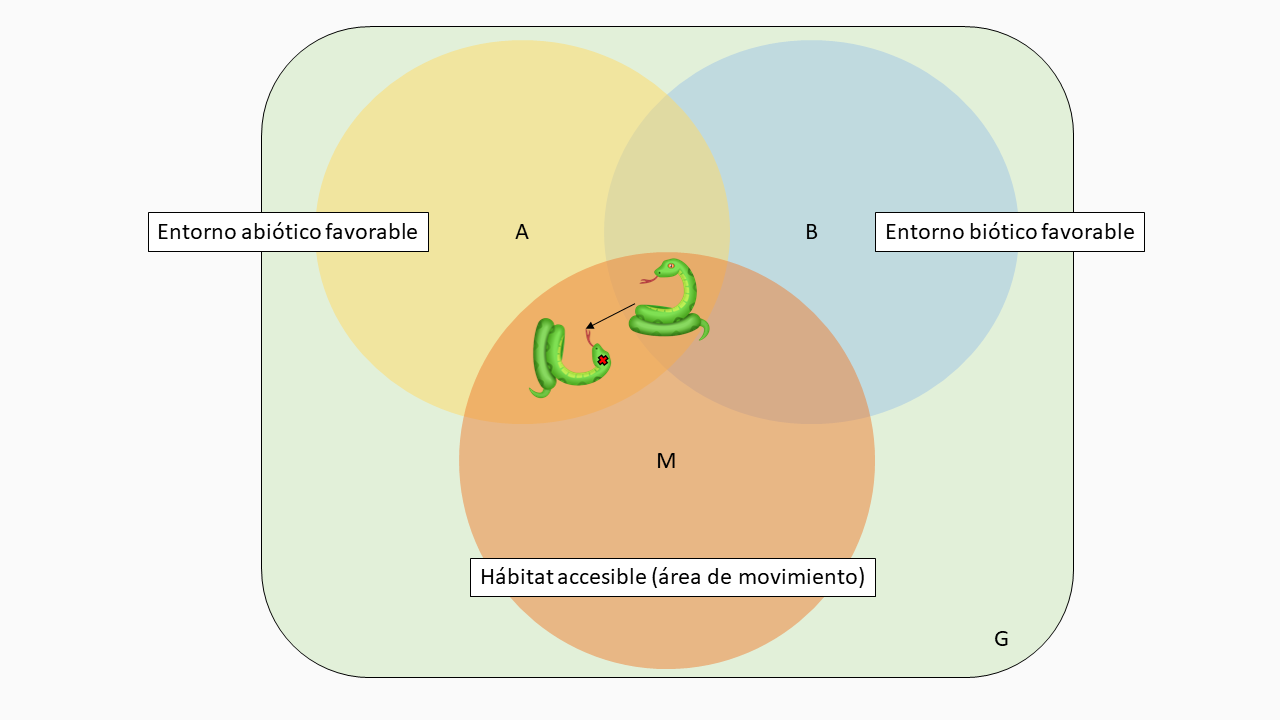 Entorno abiótico favorable
A
B
Entorno biótico favorable
M
Hábitat accesible (área de movimiento)
G